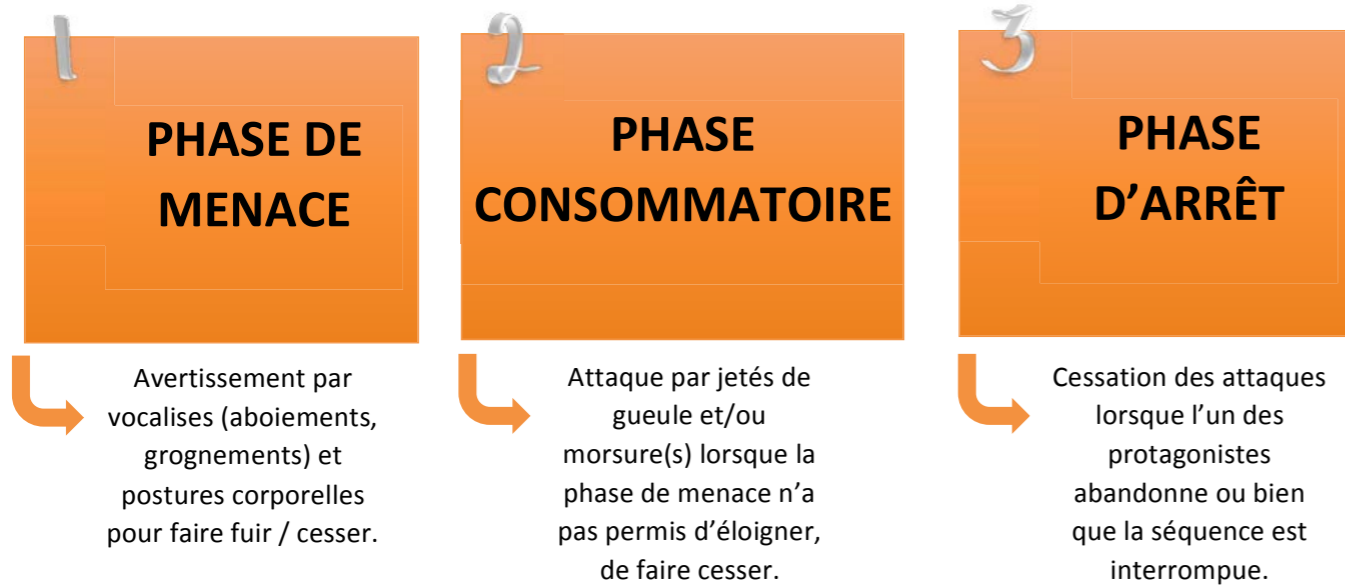 1
PHASE DE
MENACE
Avertissement par
vocalises (aboiements,
grognements) et
postures corporelles
pour faire fuir / cesser.
2
PHASE
CONSOMMATOIRE
Attaque par jetés de
gueule et/ou
morsure(s) lorsque la
phase de menace n’a
pas permis d’éloigner,
de faire cesser.
3
PHASE
D’ARRÊT
Cessation des attaques
lorsque l’un des
protagonistes
abandonne ou bien
que la séquence est
interrompue.